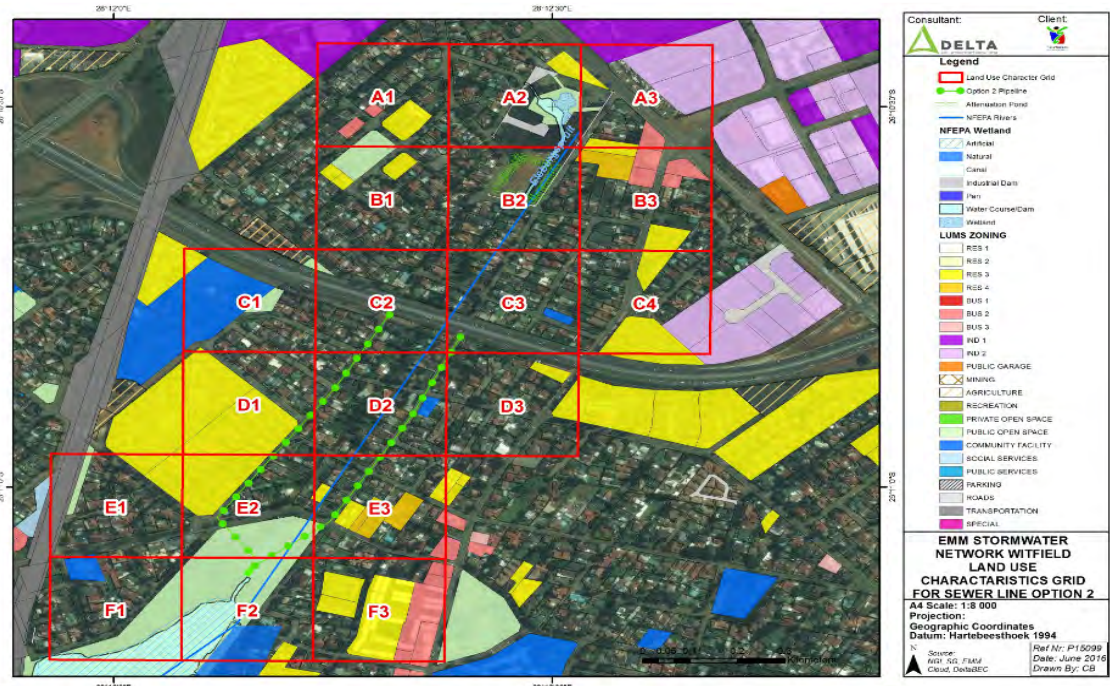 28°12'0"E
28°12'30"E
A1
A2
A3
B1
B2
B3
C1
C2
C3
C4
D1
D2
D3
E1
E2
E3
F1
F2
F3
Consultant:
Client:
DELTA
Legend
Land Use Character Grid
Option 2 Pipeline
Attenuation Pond
NFEPA Rivers
NFEPA Wetland
Artificial
Natural
Canal
Industrial Dam
Pan
Water Course/Dam
Wetland
LUMS ZONING
RES 1
RES 2
RES 3
RES 4
BUS 1
BUS 2
BUS 3
IND 1
IND 2
PUBLIC GARAGE
MINING
AGRICULTURE
RECREATION
PRIVATE OPEN SPACE
PUBLIC OPEN SPACE
COMMUNITY FACILITY
SOCIAL SERVICES
PUBLIC SERVICES
PARKING
ROADS
TRANSPORTATION
SPECIAL
EMM STORMWATER
NETWORK WITFIELD
LAND USE
CHARACTARISTICS GRID
FOR SEWER LINE OPTION 2
A4 Scale: 1:8 000
Projection:
Geographic Coordinates
Datum: Hartebeesthoek 1994
N
Source:
NGI, SG, EMM
Cloud, DeltaBEC
Ref Nr: P15099
Date: June 2016
Drawn By: CB